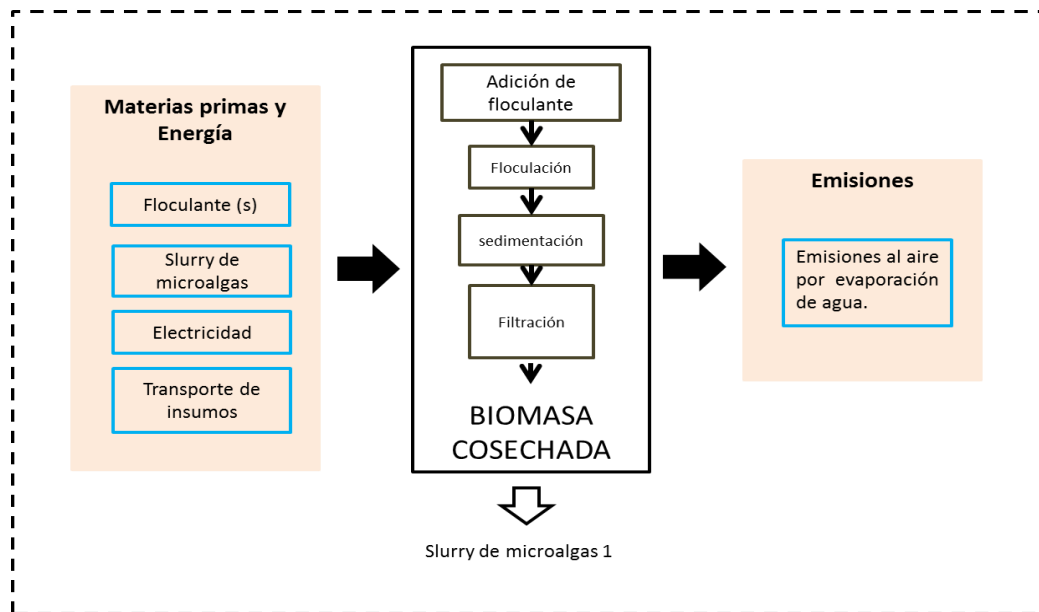 Materias primas y
Energía
Floculante (s)
Slurry de
microalgas
Electricidad
Transporte de
insumos
Adición de
floculante
Floculación
sedimentación
Filtración
BIOMASA
COSECHADA
Slurry de microalgas 1
Emisiones
Emisiones al aire
por evaporación
de agua.